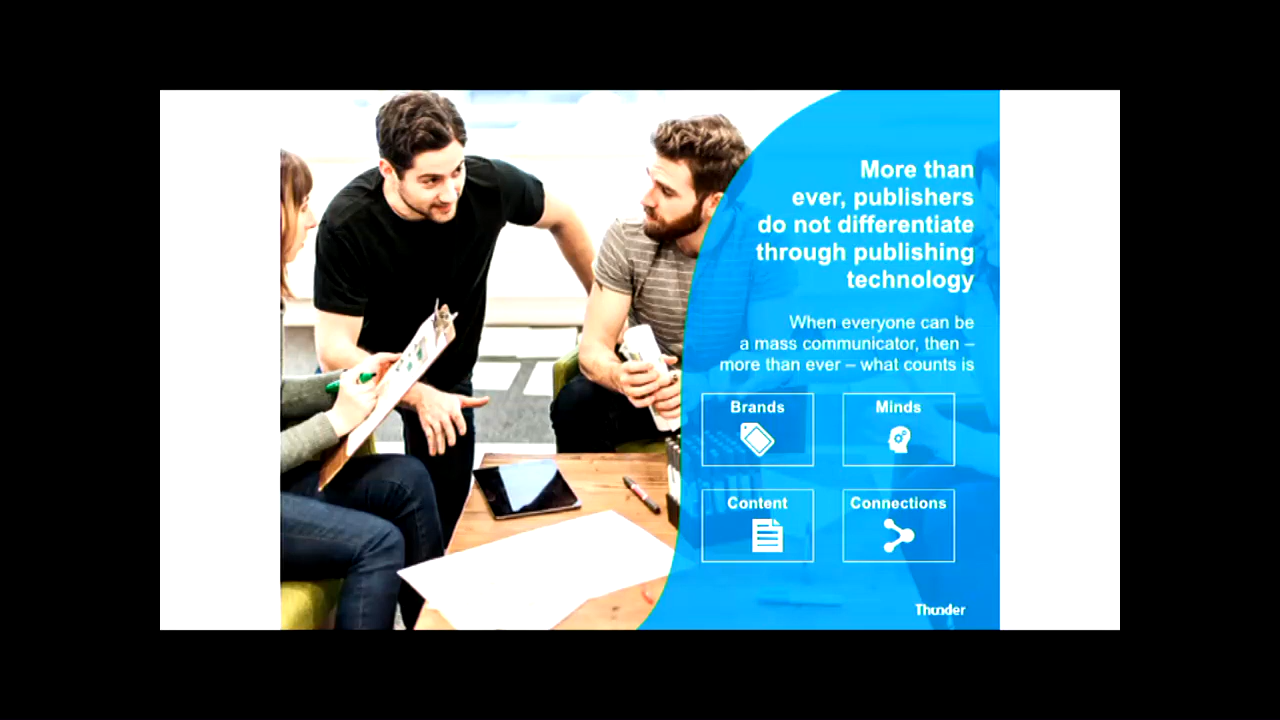 More than
ever, publishers
do not differentiate
through publishing
technology
When everyone can be
a mass communicator, then –
more than ever – what counts is
Brands
Minds
Content
Connections
Thunder